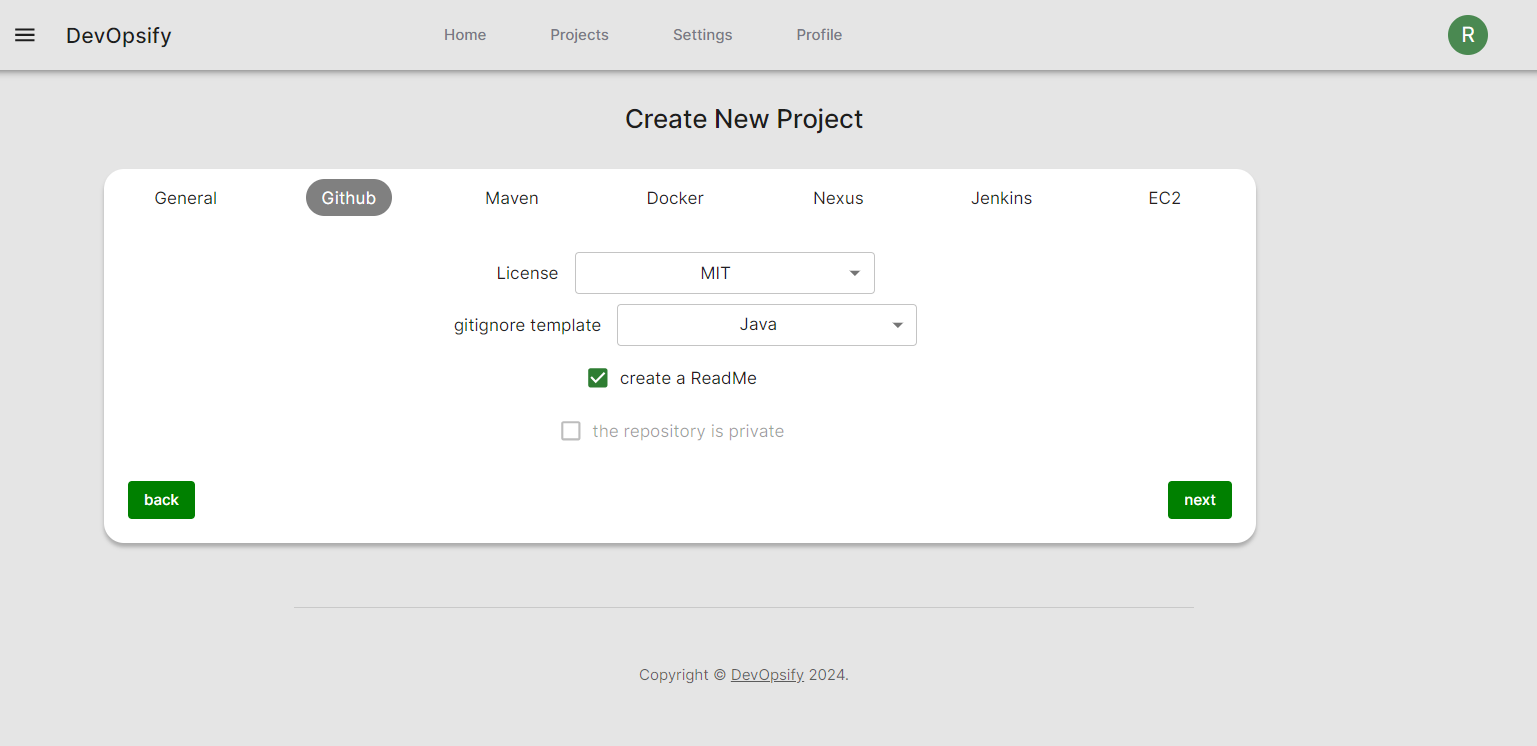 DevOpsify Home Projects Settings Profile R
Create New Project
General Github Maven Docker Nexus Jenkins EC2
License MIT
gitignore template Java
create a ReadMe
the repository is private
back next
Copyright © DevOpsify 2024.